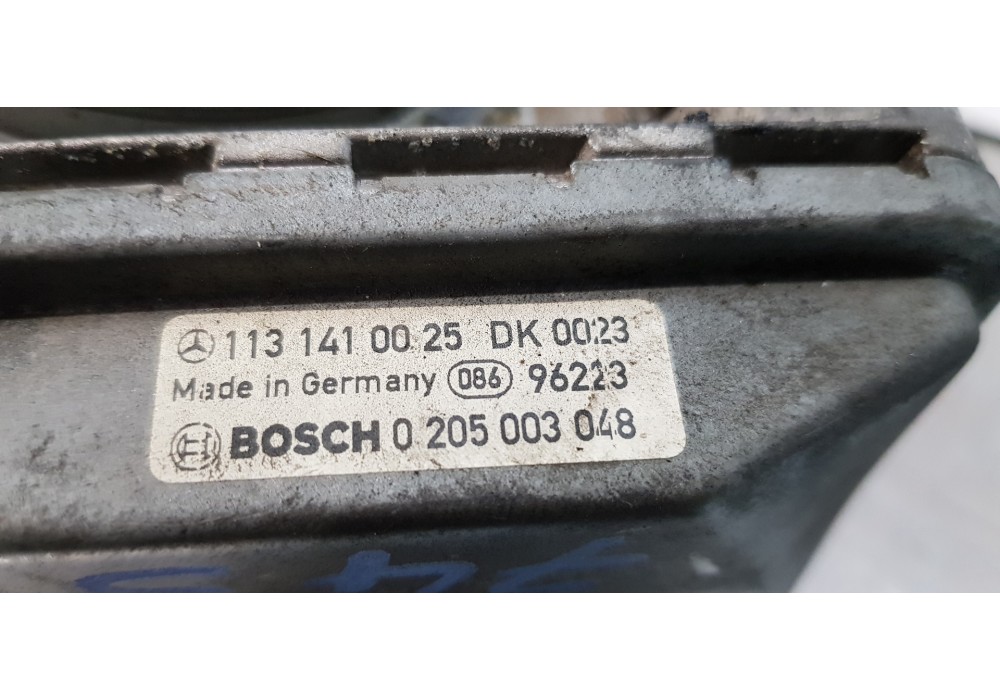 113 141 00 25 DK 0023
Made in Germany 086 96223
BOSCH 0 205 003 048